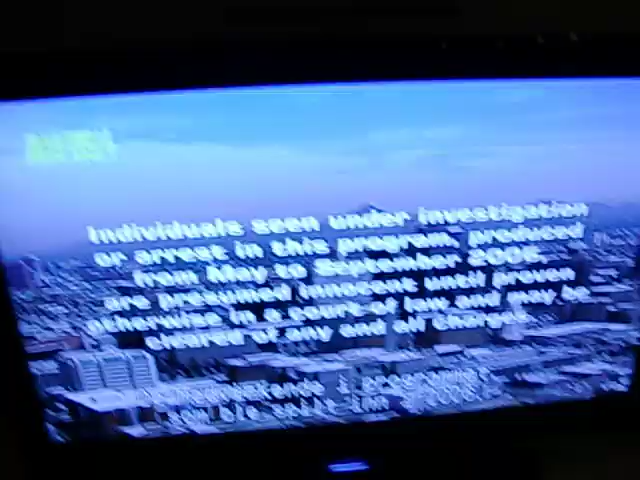 Individuals seen under investigation
or arrest in this program, produced
from May to September 2006,
are presumed innocent until proven
otherwise in a court of law and may be
cleared of any and all charges.